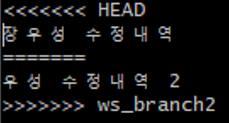 <<<<<<< HEAD
장우성 수정내역
=======
우성 수정내역 2
>>>>>>> ws_branch2